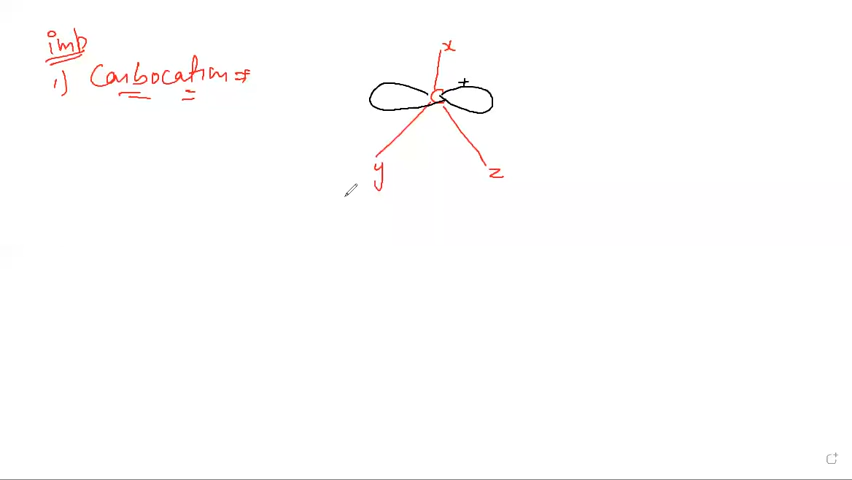 imp
1) Carbocation ⇒
x
+
C
y
z